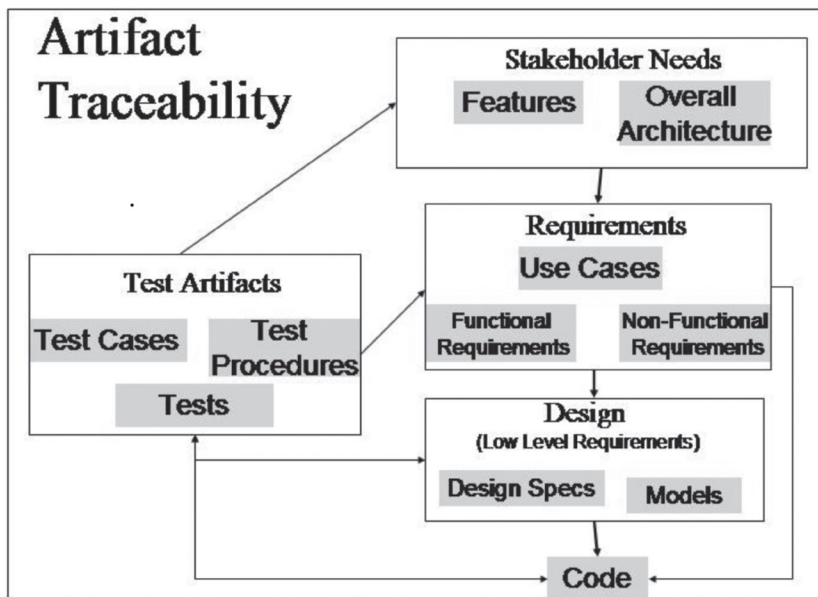 Artifact
Traceability
Stakeholder Needs
Features
Overall
Architecture
Requirements
Use Cases
Functional
Requirements
Non-Functional
Requirements
Test Artifacts
Test Cases
Test
Procedures
Tests
Design
(Low Level Requirements)
Design Specs
Models
Code